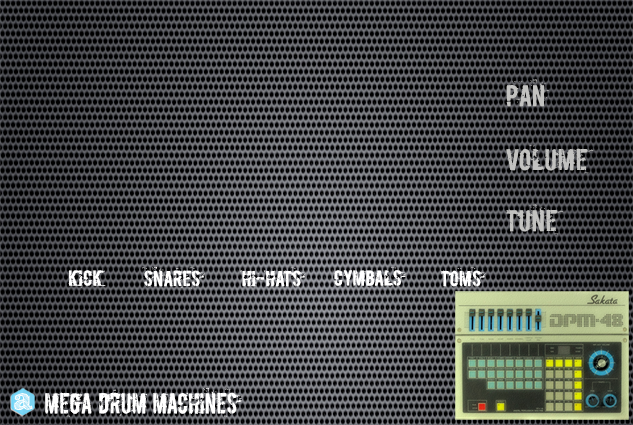 PAN
VOLUME
TUNE
KICK SNARES HI-HATS CYMBALS TOMS
Sakata
DPM-48
MEGA DRUM MACHINES